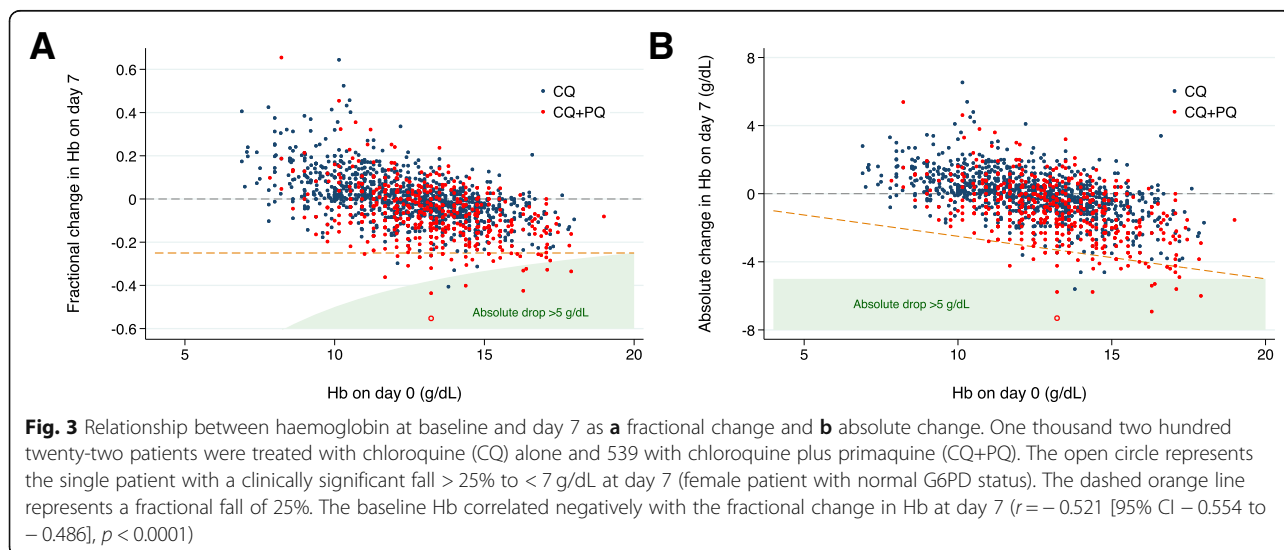 A
Fractional change in Hb on day 7
0.6
0.4
0.2
0
-0.2
-0.4
-0.6
CQ
CQ+PQ
Absolute drop >5 g/dL
5
10
15
20
Hb on day 0 (g/dL)
B
Absolute change in Hb on day 7 (g/dL)
8
4
0
-4
-8
CQ
CQ+PQ
Absolute drop >5 g/dL
5
10
15
20
Hb on day 0 (g/dL)
Fig. 3 Relationship between haemoglobin at baseline and day 7 as a fractional change and b absolute change. One thousand two hundred
twenty-two patients were treated with chloroquine (CQ) alone and 539 with chloroquine plus primaquine (CQ+PQ). The open circle represents
the single patient with a clinically significant fall > 25% to < 7 g/dL at day 7 (female patient with normal G6PD status). The dashed orange line
represents a fractional fall of 25%. The baseline Hb correlated negatively with the fractional change in Hb at day 7 (r = − 0.521 [95% CI − 0.554 to
− 0.486], p < 0.0001)